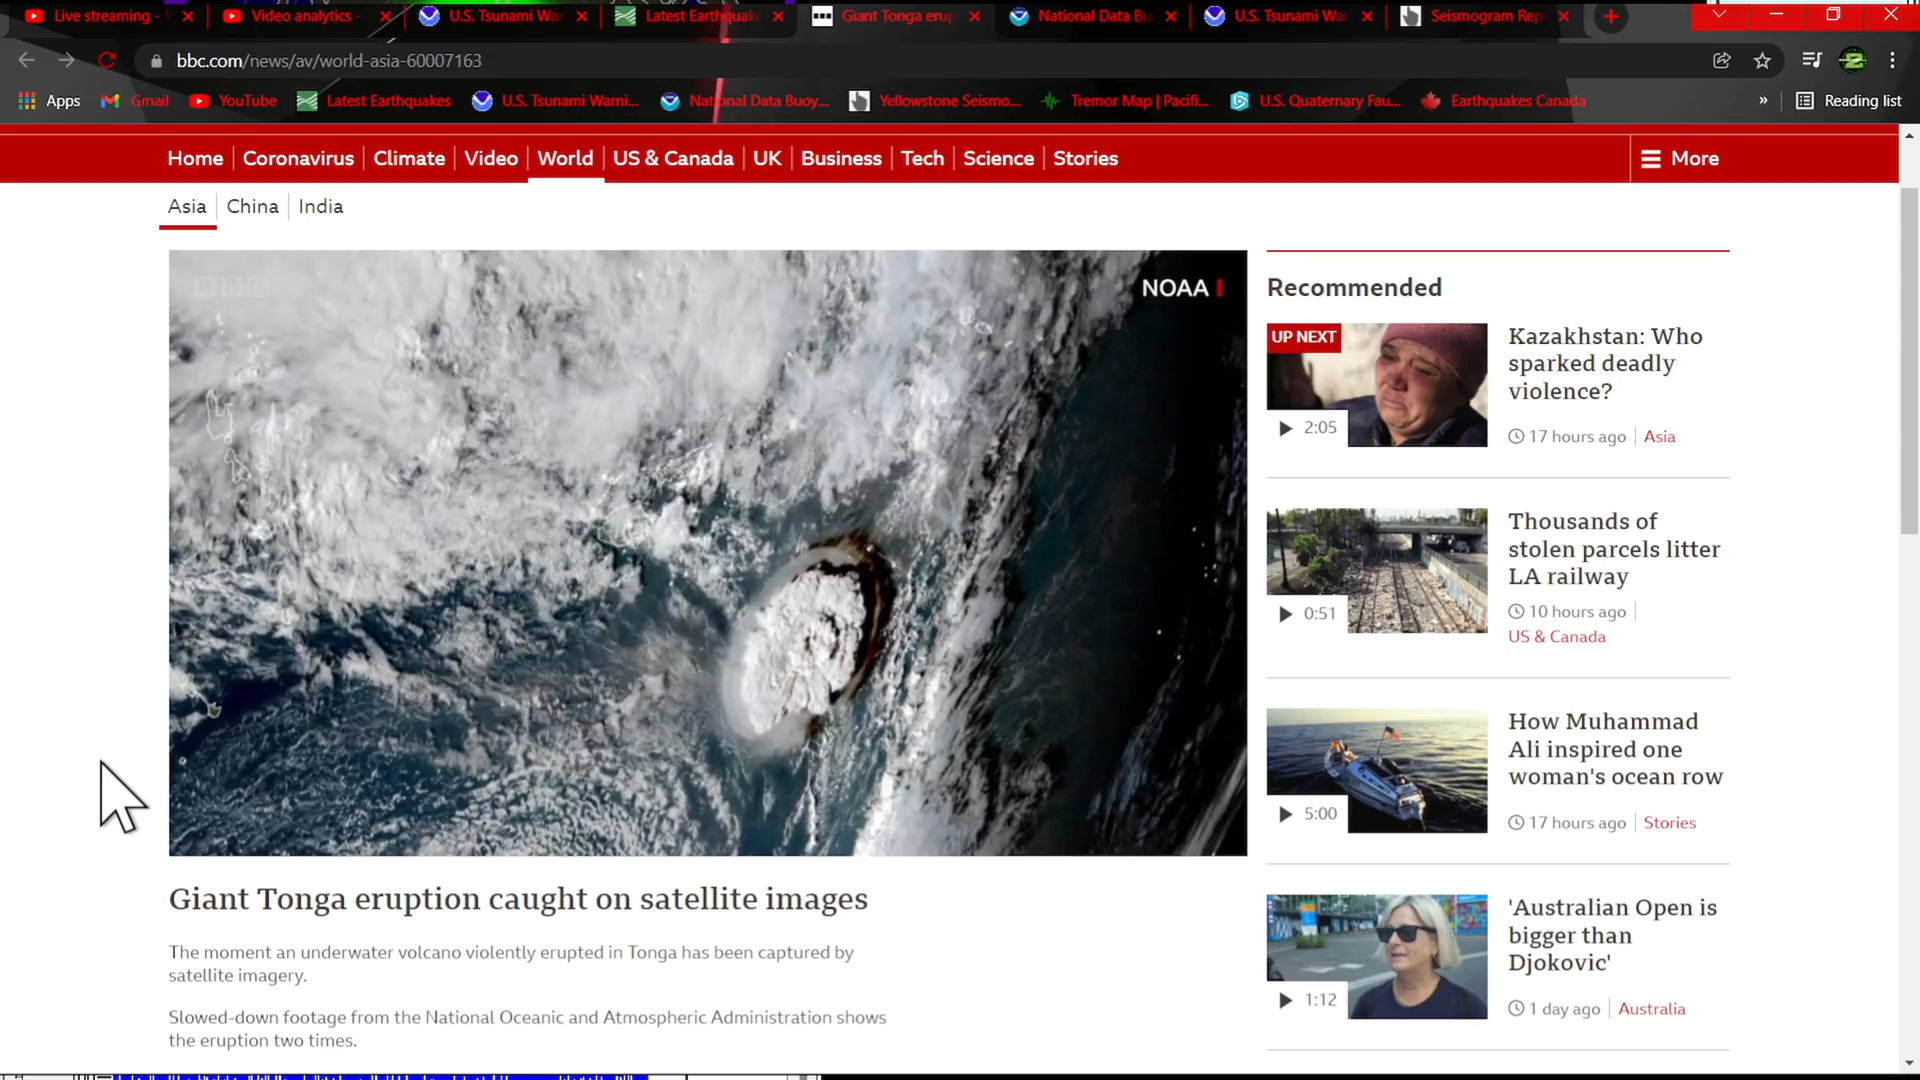 Live streaming -
Video analytics -
U.S. Tsunami Wa
Latest Earthquak
Giant Tonga erup
National Data Bu
U.S. Tsunami Wa
Seismogram Rep
bbc.com/news/av/world-asia-60007163
Apps
Gmail
YouTube
Latest Earthquakes
U.S. Tsunami Warni...
National Data Buoy...
Yellowstone Seismo...
Tremor Map | Pacifi...
U.S. Quaternary Fau...
Earthquakes Canada
»
Reading list
Home
Coronavirus
Climate
Video
World
US & Canada
UK
Business
Tech
Science
Stories
More
Asia
China
India
BBC
NOAA
Recommended
UP NEXT
2:05
Kazakhstan: Who
sparked deadly
violence?
17 hours ago
Asia
0:51
Thousands of
stolen parcels litter
LA railway
10 hours ago
US & Canada
5:00
How Muhammad
Ali inspired one
woman's ocean row
17 hours ago
Stories
1:12
'Australian Open is
bigger than
Djokovic'
1 day ago
Australia
Giant Tonga eruption caught on satellite images
The moment an underwater volcano violently erupted in Tonga has been captured by
satellite imagery.
Slowed-down footage from the National Oceanic and Atmospheric Administration shows
the eruption two times.